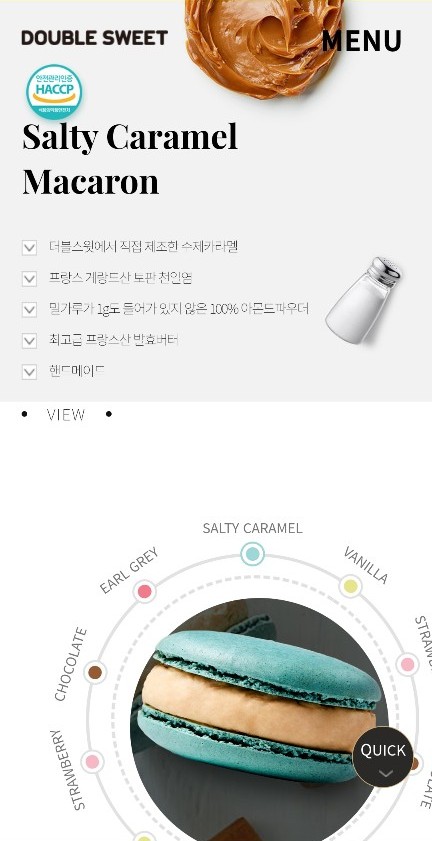 DOUBLE SWEET
MENU
안전관리인증
HACCP
식품의약품안전처
Salty Caramel
Macaron
더블스윗에서 직접 제조한 수제카라멜
프랑스 게랑드산 토판 천일염
밀가루가 1g도 들어가 있지 않은 100% 아몬드파우더
최고급 프랑스산 발효버터
핸드메이드
VIEW
SALTY CARAMEL
EARL GREY
VANILLA
CHOCOLATE
STRAWBERRY
QUICK